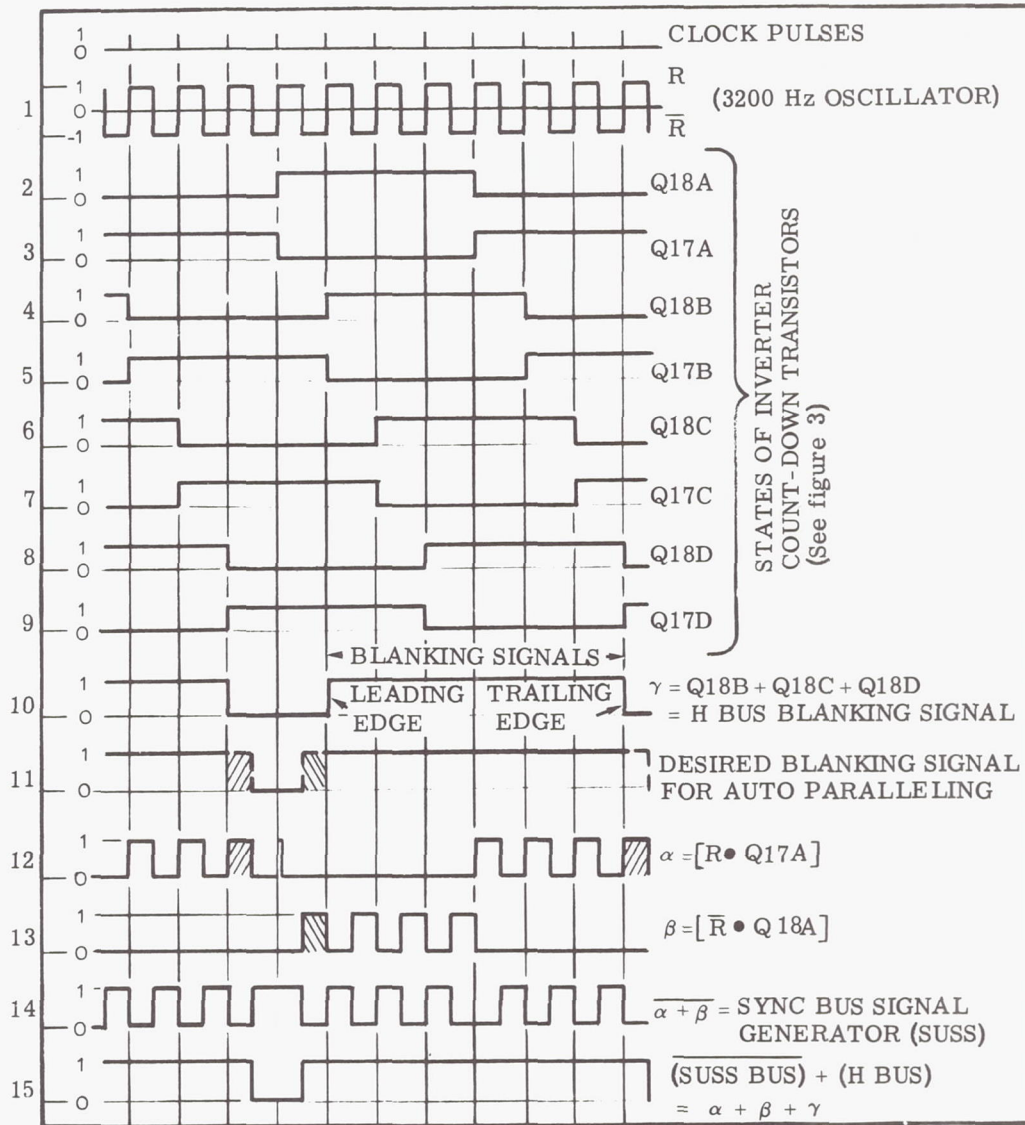 1
0
CLOCK PULSES
1
1
0
-1
R
R̅
(3200 Hz OSCILLATOR)
2
1
0
Q18A
3
1
0
Q17A
4
1
0
Q18B
5
1
0
Q17B
6
1
0
Q18C
7
1
0
Q17C
8
1
0
Q18D
9
1
0
Q17D
STATES OF INVERTER
COUNT-DOWN TRANSISTORS
(See figure 3)
BLANKING SIGNALS
10
1
0
LEADING
EDGE
TRAILING
EDGE
γ = Q18B + Q18C + Q18D
= H BUS BLANKING SIGNAL
11
1
0
DESIRED BLANKING SIGNAL
FOR AUTO PARALLELING
12
1
0
α = [R • Q17A]
13
1
0
β = [R̅ • Q 18A]
14
1
0
α̅ ̅+̅ ̅β̅ = SYNC BUS SIGNAL
GENERATOR (SUSS)
15
1
0
(̅S̅U̅S̅S̅ ̅B̅U̅S̅)̅ + (H BUS)
= α + β + γ